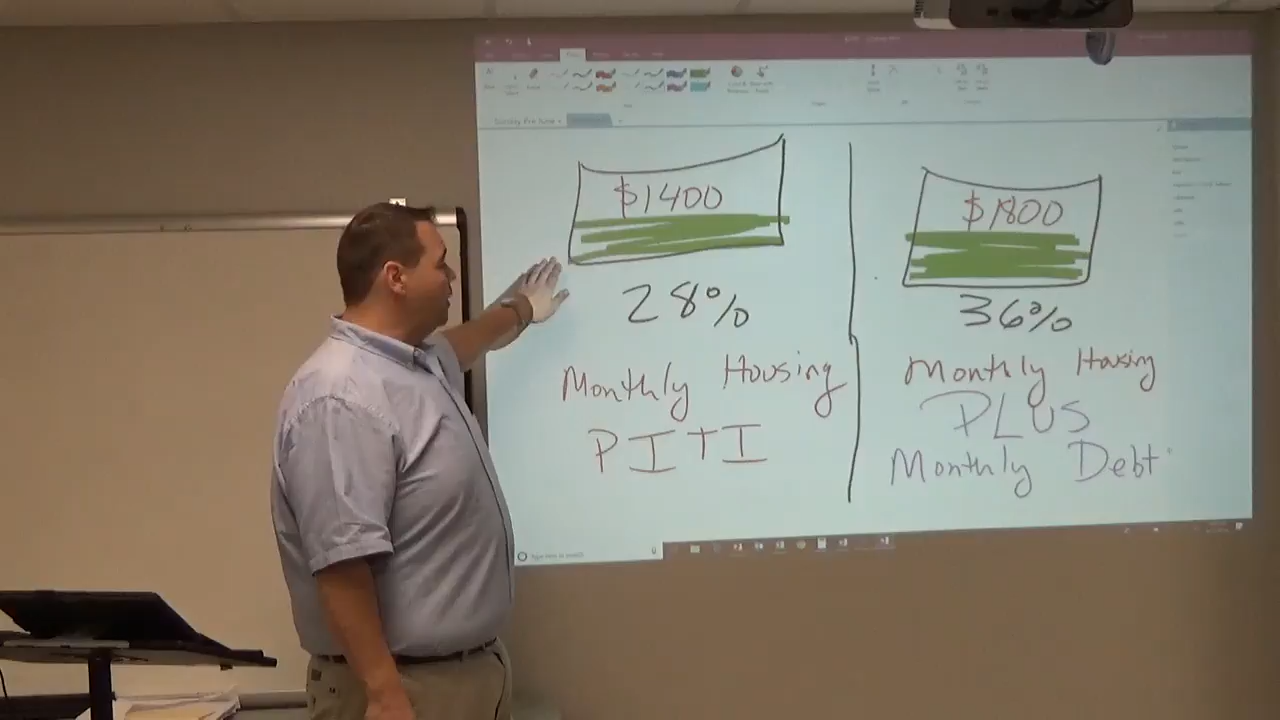 $1400
28%
Monthly Housing
PITI
$1800
36%
Monthly Housing
PLUS
Monthly Debt